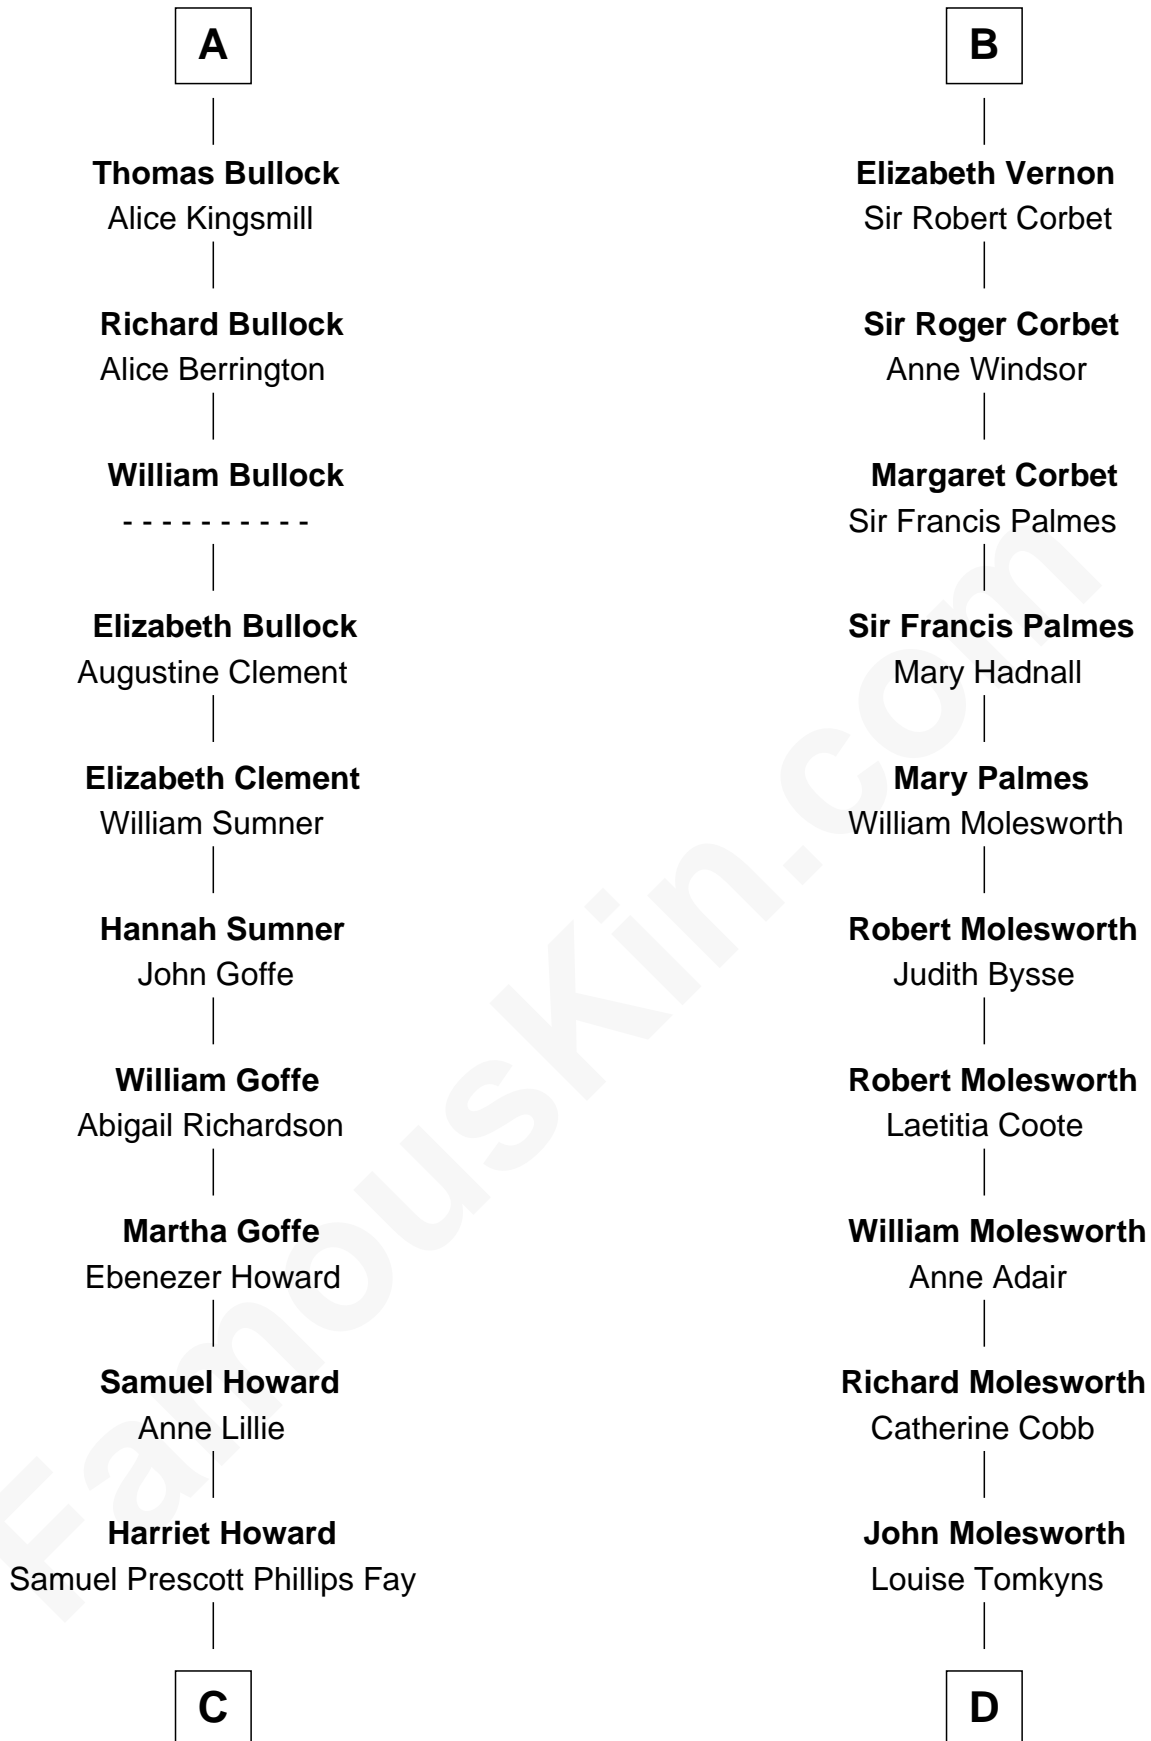 A
Thomas Bullock
Alice Kingsmill
Richard Bullock
Alice Berrington
William Bullock
- - - - - - - - - -
Elizabeth Bullock
Augustine Clement
Elizabeth Clement
William Sumner
Hannah Sumner
John Goffe
William Goffe
Abigail Richardson
Martha Goffe
Ebenezer Howard
Samuel Howard
Anne Lillie
Harriet Howard
Samuel Prescott Phillips Fay
C
B
Elizabeth Vernon
Sir Robert Corbet
Sir Roger Corbet
Anne Windsor
Margaret Corbet
Sir Francis Palmes
Sir Francis Palmes
Mary Hadnall
Mary Palmes
William Molesworth
Robert Molesworth
Judith Bysse
Robert Molesworth
Laetitia Coote
William Molesworth
Anne Adair
Richard Molesworth
Catherine Cobb
John Molesworth
Louise Tomkyns
D
FamousKin.com